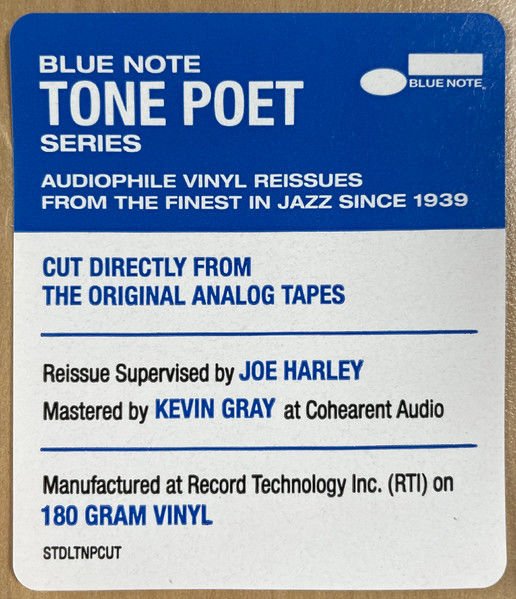 BLUE NOTE
TONE POET
SERIES
BLUE NOTE
AUDIOPHILE VINYL REISSUES
FROM THE FINEST IN JAZZ SINCE 1939
CUT DIRECTLY FROM
THE ORIGINAL ANALOG TAPES
Reissue Supervised by JOE HARLEY
Mastered by KEVIN GRAY at Cohearent Audio
Manufactured at Record Technology Inc. (RTI) on
180 GRAM VINYL
STDLTNPCUT